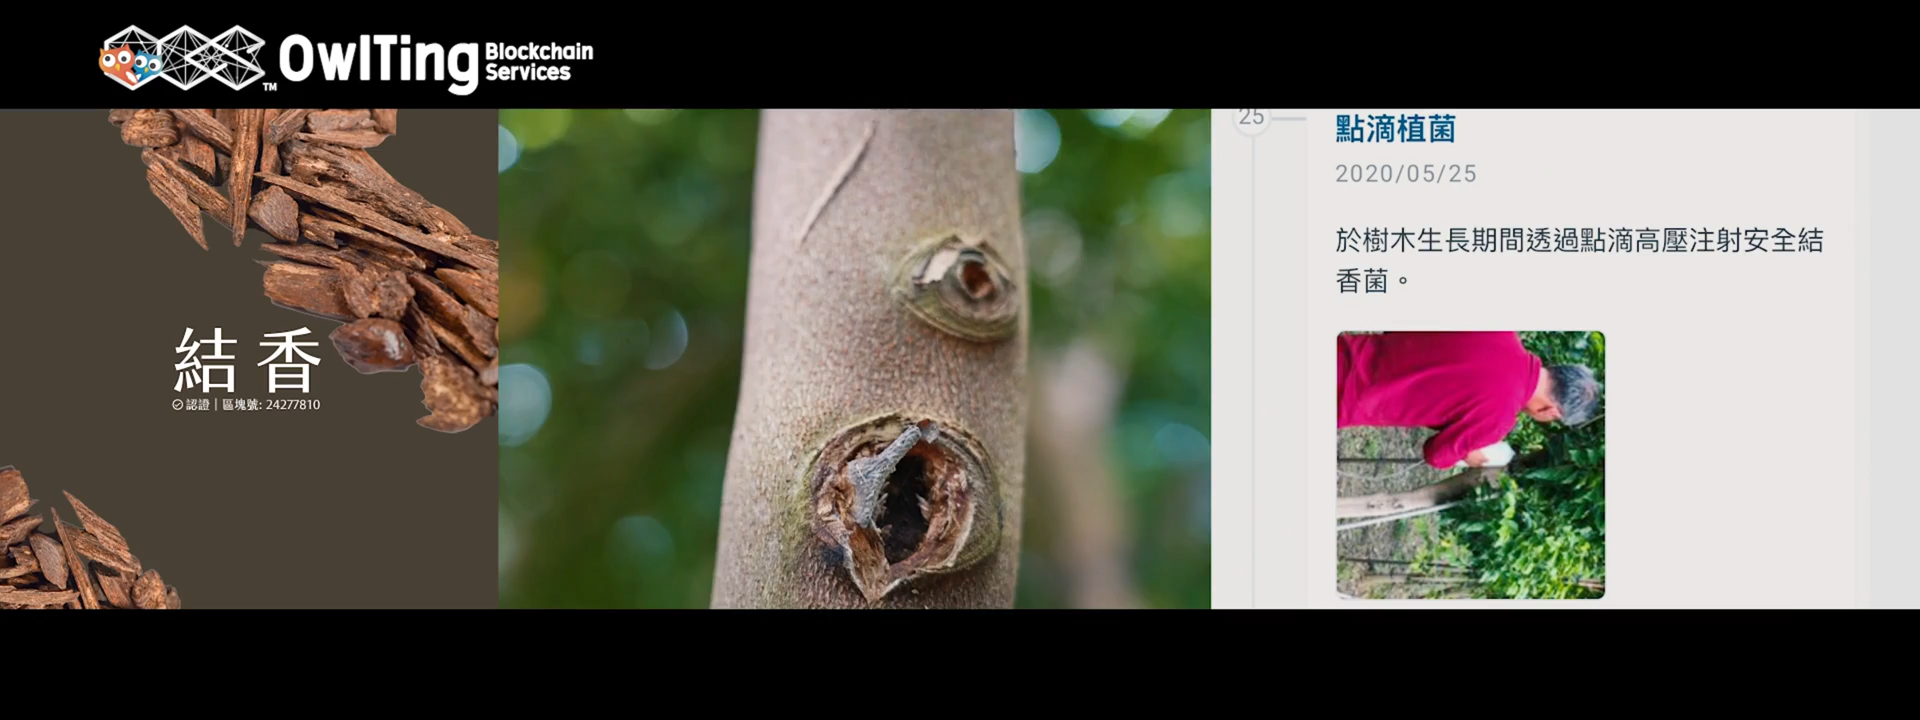 OwlTing Blockchain Services
TM
結香
認證｜區塊號: 24277810
25
點滴植菌
2020/05/25
於樹木生長期間透過點滴高壓注射安全結
香菌。